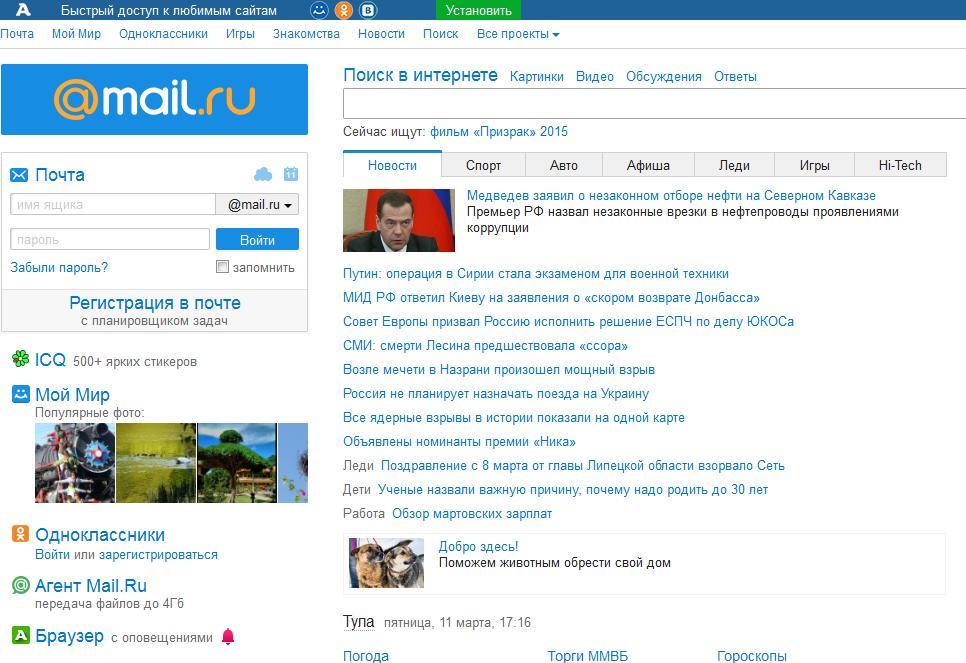 Быстрый доступ к любимым сайтам
Установить
Почта Мой Мир Одноклассники Игры Знакомства Новости Поиск Все проекты
@mail.ru
Поиск в интернете Картинки Видео Обсуждения Ответы
Сейчас ищут: фильм «Призрак» 2015
Почта
11
имя ящика
@mail.ru
пароль
Войти
Забыли пароль?
запомнить
Регистрация в почте
с планировщиком задач
ICQ 500+ ярких стикеров
Мой Мир
Популярные фото:
Одноклассники
Войти или зарегистрироваться
Агент Mail.Ru
передача файлов до 4Гб
Браузер с оповещениями
Новости Спорт Авто Афиша Леди Игры Hi-Tech
Медведев заявил о незаконном отборе нефти на Северном Кавказе
Премьер РФ назвал незаконные врезки в нефтепроводы проявлениями
коррупции
Путин: операция в Сирии стала экзаменом для военной техники
МИД РФ ответил Киеву на заявления о «скором возврате Донбасса»
Совет Европы призвал Россию исполнить решение ЕСПЧ по делу ЮКОСа
СМИ: смерти Лесина предшествовала «ссора»
Возле мечети в Назрани произошел мощный взрыв
Россия не планирует назначать поезда на Украину
Все ядерные взрывы в истории показали на одной карте
Объявлены номинанты премии «Ника»
Леди Поздравление с 8 марта от главы Липецкой области взорвало Сеть
Дети Ученые назвали важную причину, почему надо родить до 30 лет
Работа Обзор мартовских зарплат
Добро здесь!
Поможем животным обрести свой дом
Тула пятница, 11 марта, 17:16
Погода Торги ММВБ Гороскопы